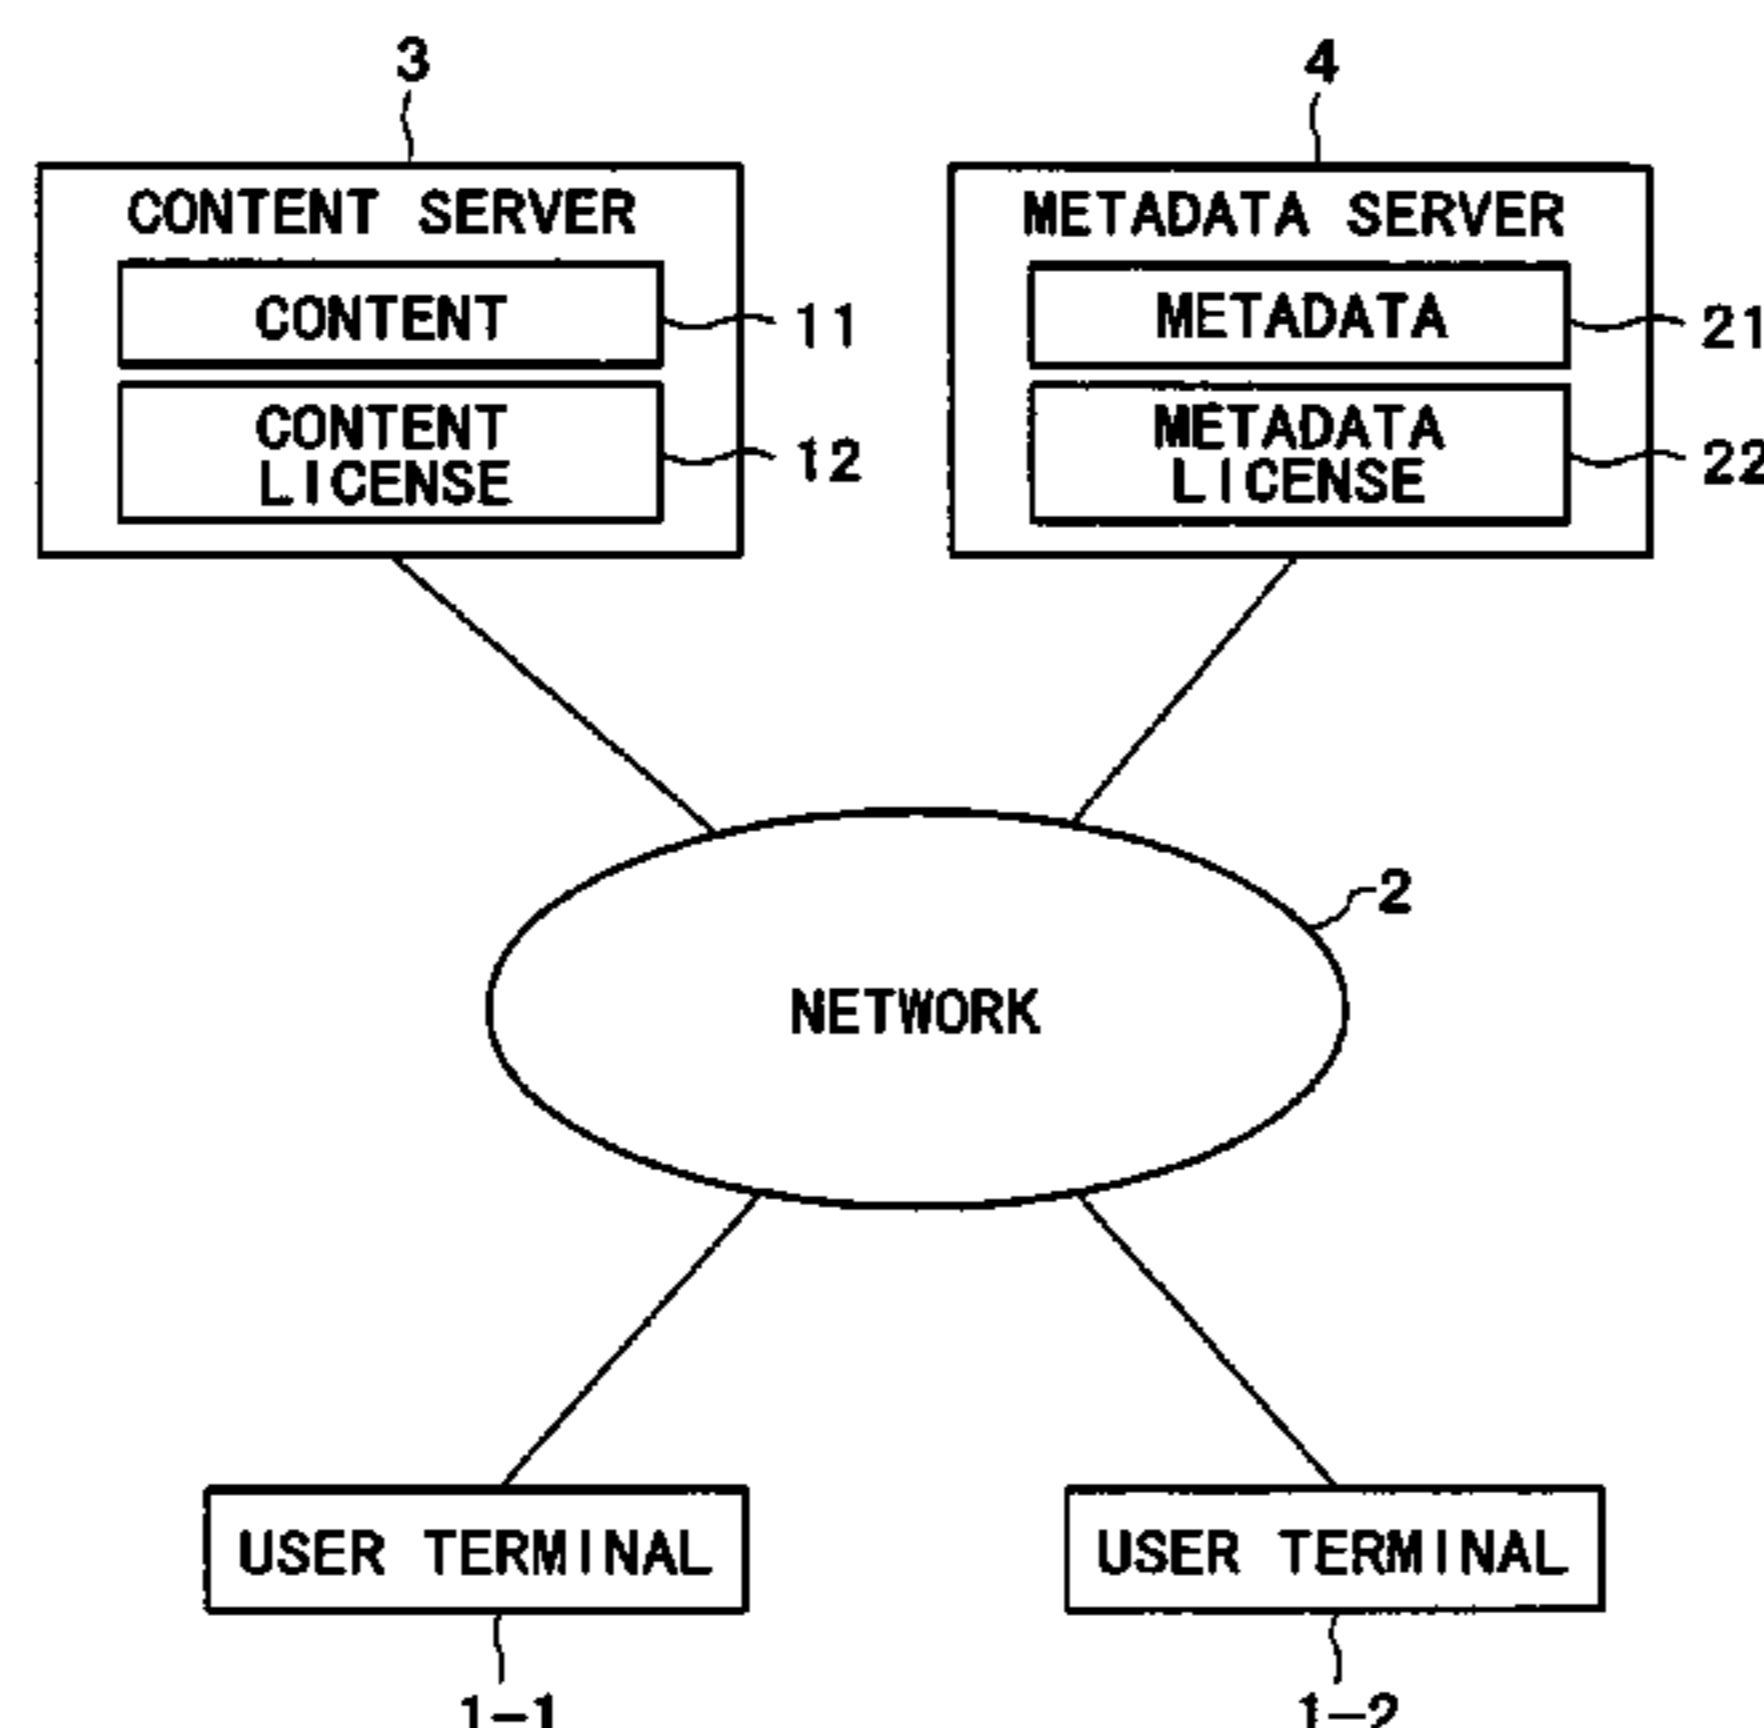 3
4
CONTENT SERVER
METADATA SERVER
CONTENT
11
METADATA
21
CONTENT
LICENSE
12
METADATA
LICENSE
22
2
NETWORK
USER TERMINAL
USER TERMINAL
1-1
1-2